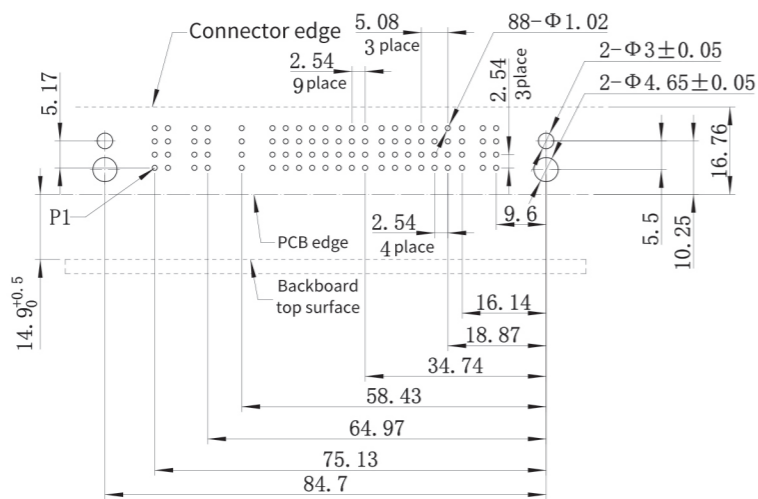 Connector edge
5.08
3 place
88-Φ1.02
2.54
9 place
2.54
3 place
2-Φ3±0.05
2-Φ4.65±0.05
5.17
16.76
P1
PCB edge
2.54
4 place
9.6
5.5
10.25
Backboard
top surface
14.9 +0.5 0
16.14
18.87
34.74
58.43
64.97
75.13
84.7